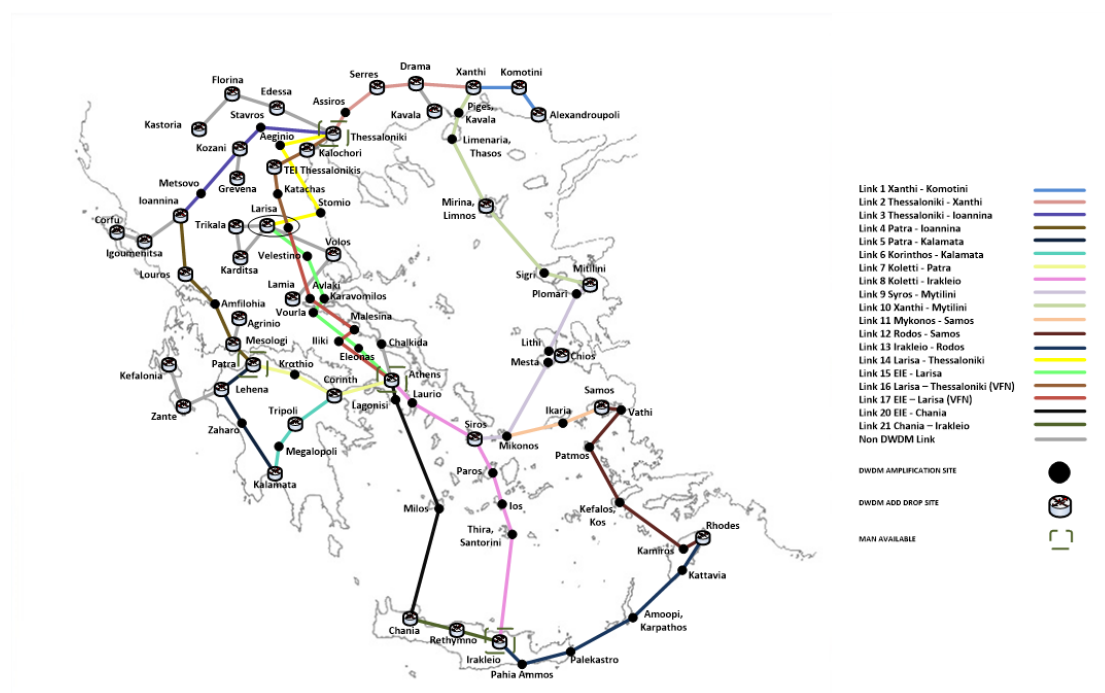 Drama
Xanthi
Komotini
Serres
Florina
Edessa
Assiros
Piges,
Kavala
Kavala
Alexandroupoli
Stavros
Kastoria
Aeginio
Thessaloniki
Limenaria,
Thasos
Kozani
Kalochori
TEI Thessalonikis
Metsovo
Grevena
Katachas
Mirina,
Limnos
Ioannina
Larisa
Stomio
Corfu
Trikala
Igoumenitsa
Volos
Karditsa
Velestino
Louros
Sigri
Mitilini
Lamia
Avlaki
Karavomilos
Plomari
Amfilohia
Vourla
Malesina
Agrinio
Iliki
Chalkida
Mesologi
Eleonas
Lithi
Chios
Mesta
Patra
Krathio
Athens
Kefalonia
Lehena
Corinth
Laurio
Samos
Zante
Lagonisi
Tripoli
Ikaria
Vathi
Zaharo
Siros
Mikonos
Megalopoli
Patmos
Paros
Kalamata
Milos
Ios
Kefalos,
Kos
Thira,
Santorini
Rhodes
Kamiros
Kattavia
Amoopi,
Karpathos
Chania
Rethymno
Irakleio
Palekastro
Pahia Ammos
Link 1 Xanthi - Komotini
Link 2 Thessaloniki - Xanthi
Link 3 Thessaloniki - Ioannina
Link 4 Patra - Ioannina
Link 5 Patra - Kalamata
Link 6 Korinthos - Kalamata
Link 7 Koletti - Patra
Link 8 Koletti - Irakleio
Link 9 Syros - Mytilini
Link 10 Xanthi - Mytilini
Link 11 Mykonos - Samos
Link 12 Rodos - Samos
Link 13 Irakleio - Rodos
Link 14 Larisa - Thessaloniki
Link 15 EIE - Larisa
Link 16 Larisa – Thessaloniki (VFN)
Link 17 EIE – Larisa (VFN)
Link 20 EIE - Chania
Link 21 Chania – Irakleio
Non DWDM Link
DWDM AMPLIFICATION SITE
DWDM ADD DROP SITE
MAN AVAILABLE